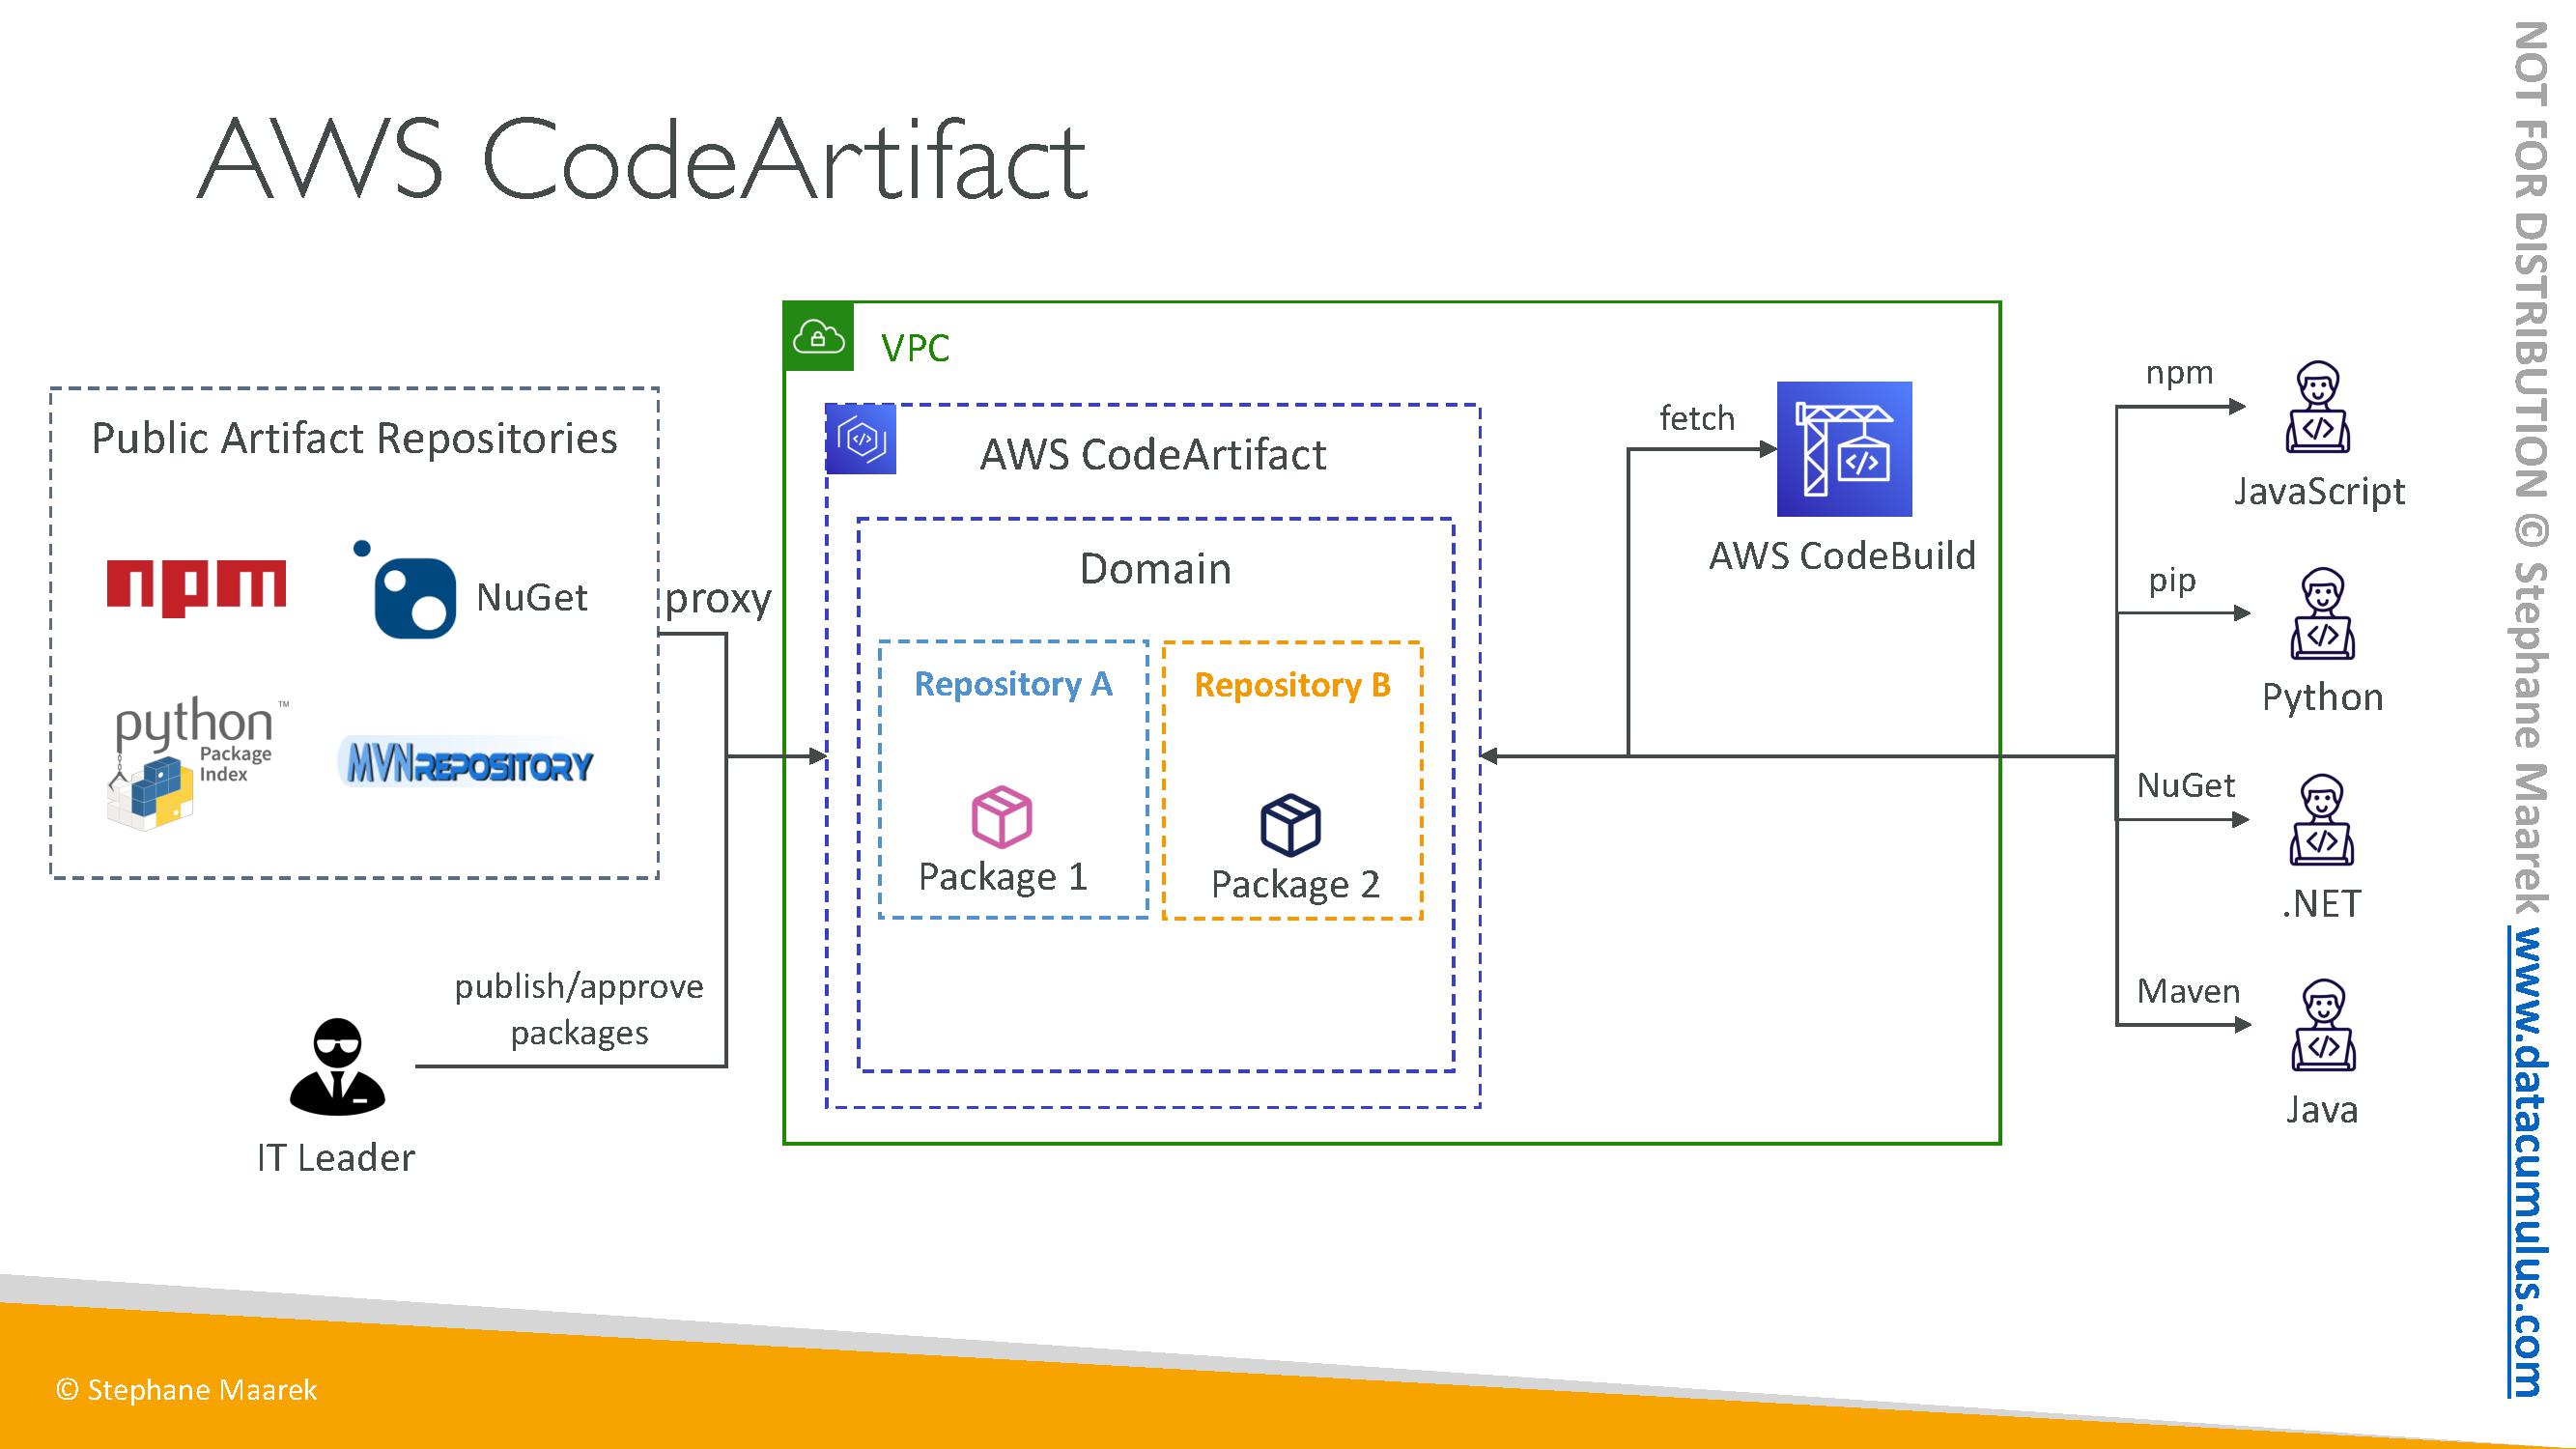 AWS CodeArtifact
Public Artifact Repositories
npm
NuGet
python™
Package
Index
MVNREPOSITORY
proxy
publish/approve
packages
IT Leader
VPC
AWS CodeArtifact
Domain
Repository A
Package 1
Repository B
Package 2
fetch
AWS CodeBuild
npm
JavaScript
pip
Python
NuGet
.NET
Maven
Java
© Stephane Maarek
NOT FOR DISTRIBUTION © Stephane Maarek www.datacumulus.com